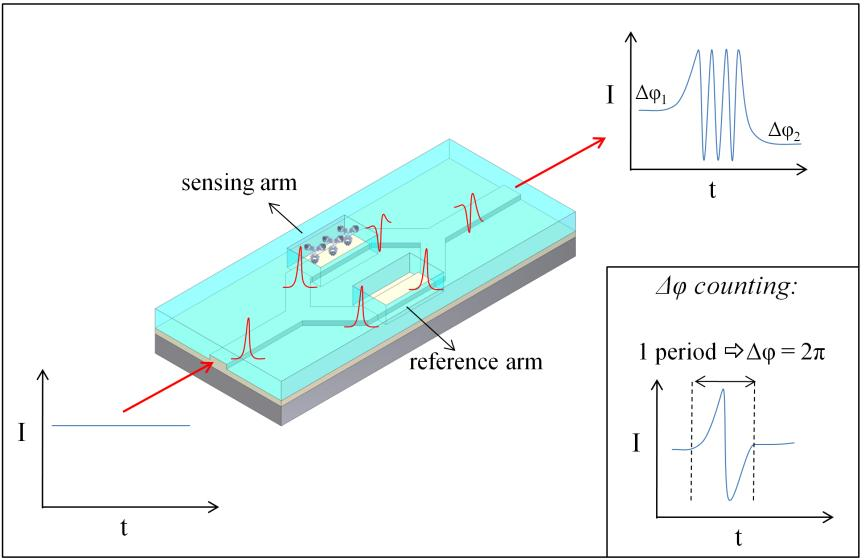 I
Δφ₁
Δφ₂
t
sensing arm
reference arm
I
t
Δφ counting:
1 period ⇨ Δφ = 2π
I
t